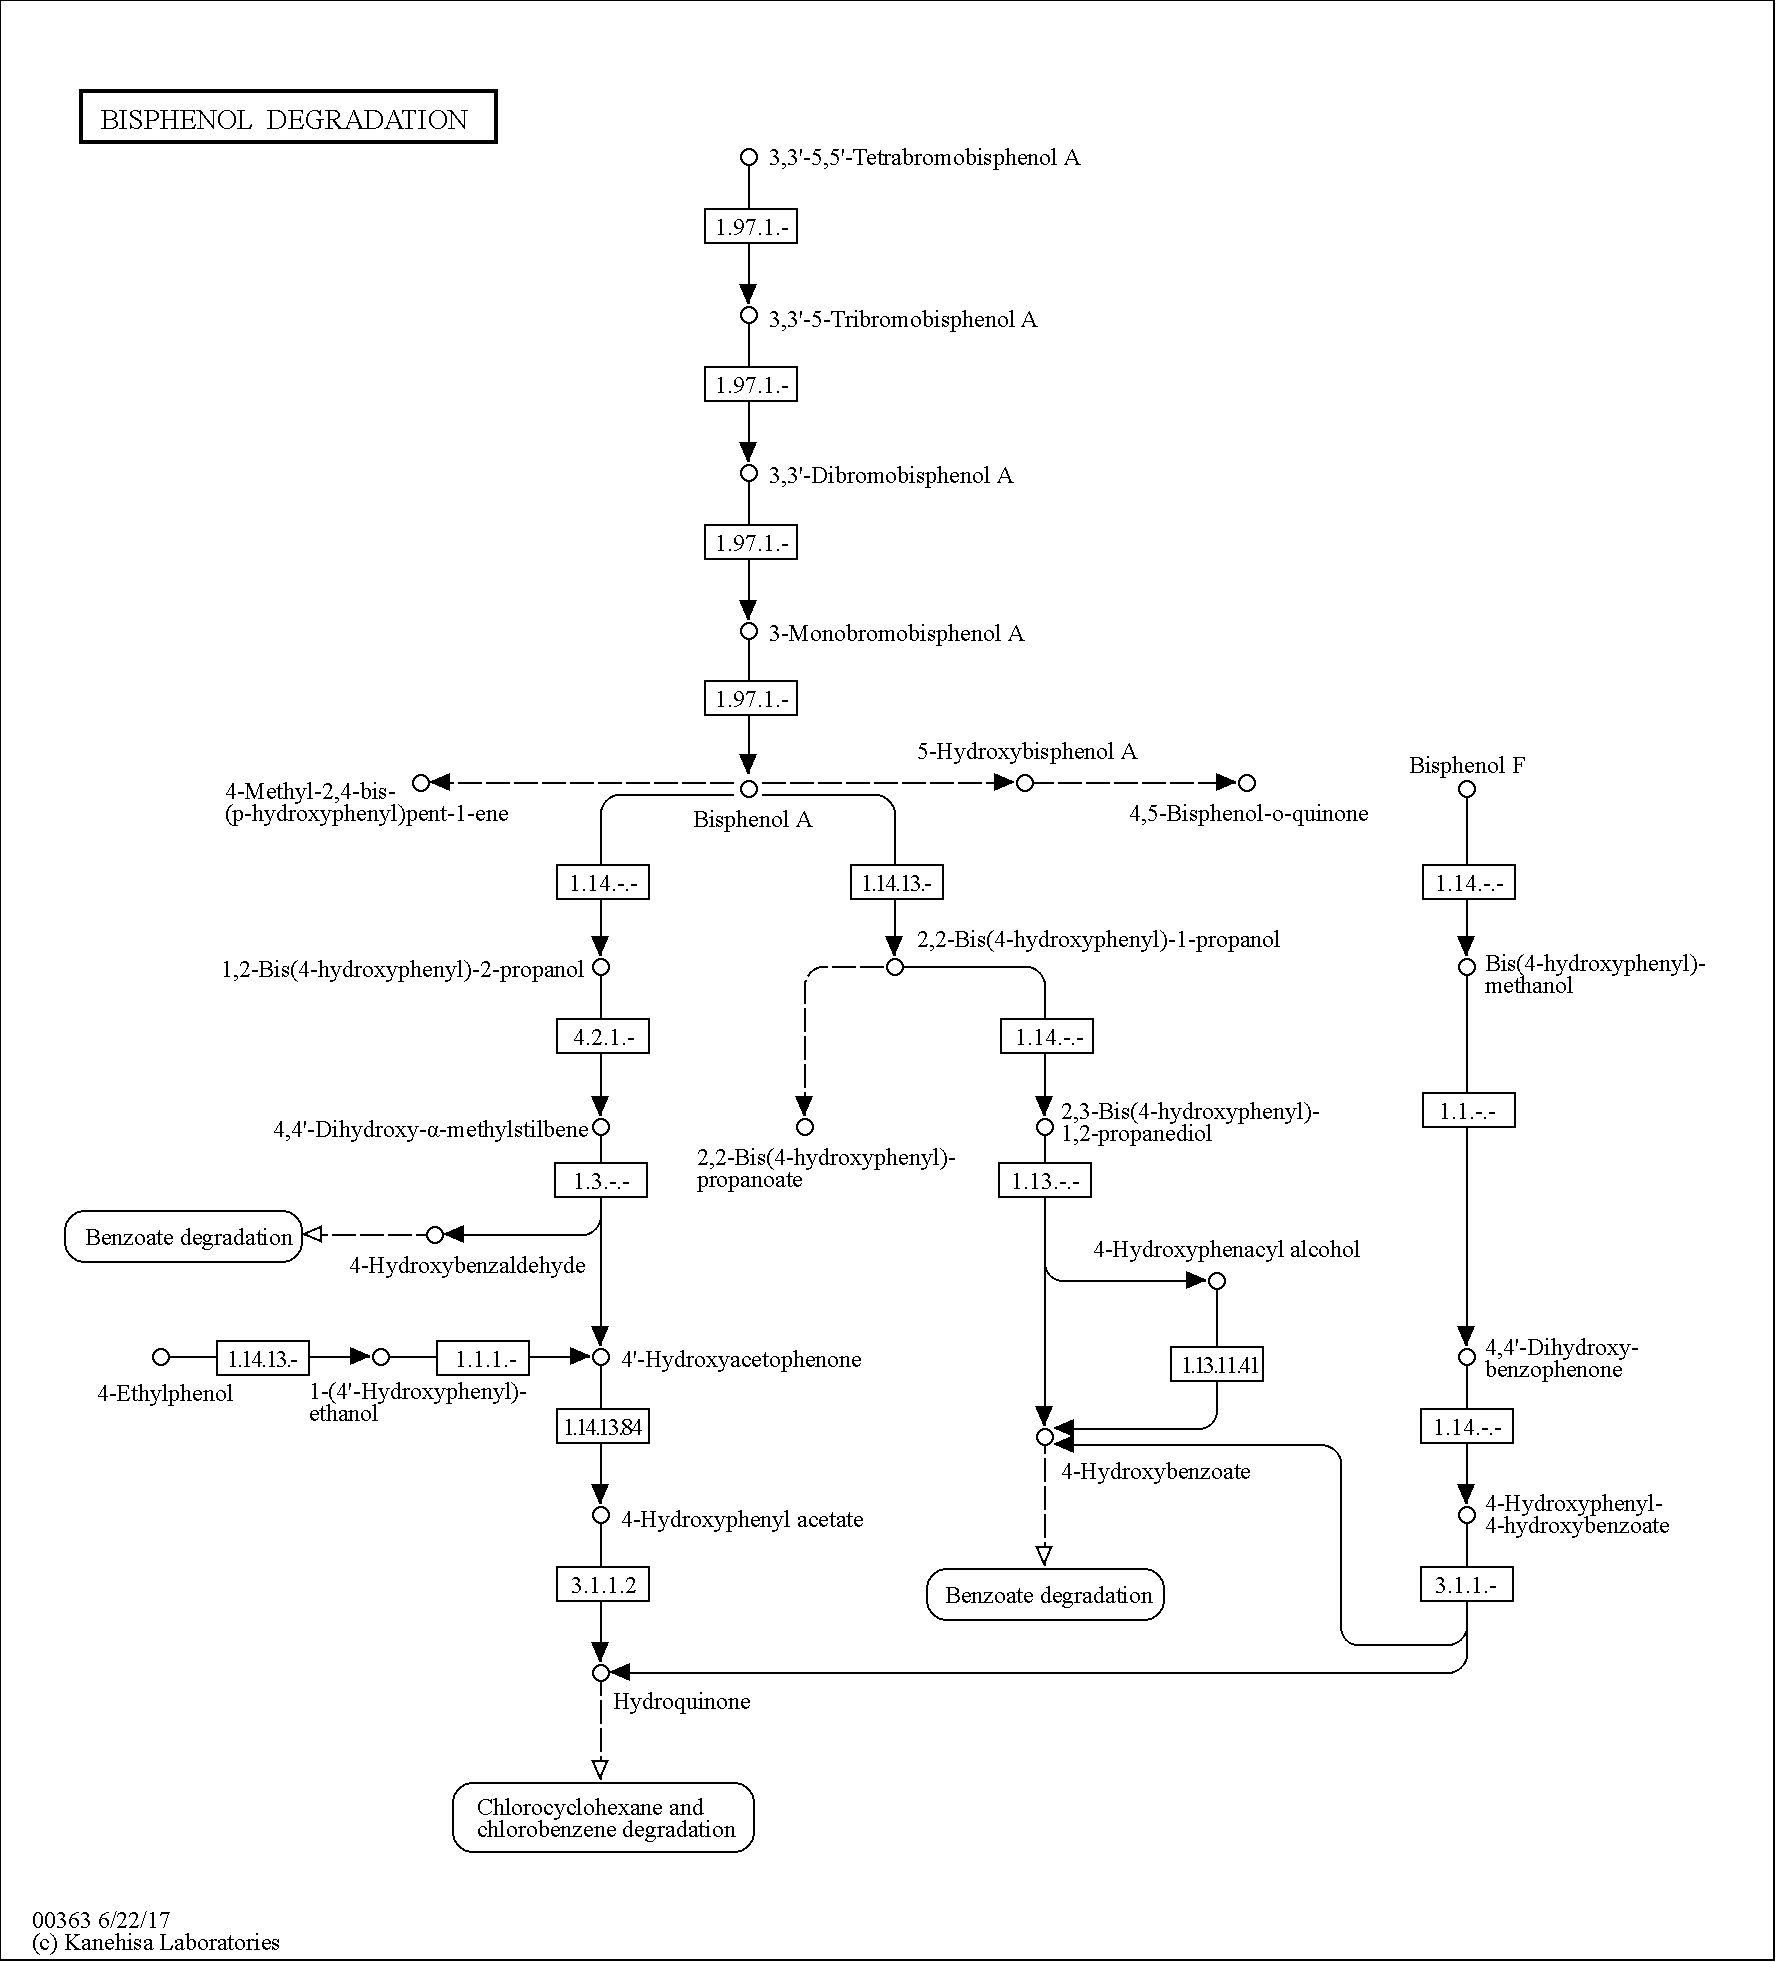 BISPHENOL DEGRADATION
3,3'-5,5'-Tetrabromobisphenol A
1.97.1.-
3,3'-5-Tribromobisphenol A
1.97.1.-
3,3'-Dibromobisphenol A
1.97.1.-
3-Monobromobisphenol A
1.97.1.-
5-Hydroxybisphenol A
Bisphenol F
4-Methyl-2,4-bis-
(p-hydroxyphenyl)pent-1-ene
Bisphenol A
4,5-Bisphenol-o-quinone
1.14.-.-
1.14.13.-
1.14.-.-
2,2-Bis(4-hydroxyphenyl)-1-propanol
1,2-Bis(4-hydroxyphenyl)-2-propanol
Bis(4-hydroxyphenyl)-
methanol
4.2.1.-
1.14.-.-
1.1.-.-
4,4'-Dihydroxy-α-methylstilbene
2,3-Bis(4-hydroxyphenyl)-
1,2-propanediol
2,2-Bis(4-hydroxyphenyl)-
propanoate
1.3.-.-
1.13.-.-
Benzoate degradation
4-Hydroxybenzaldehyde
4-Hydroxyphenacyl alcohol
1.14.13.-
1.1.1.-
4'-Hydroxyacetophenone
1.13.11.41
4,4'-Dihydroxy-
benzophenone
4-Ethylphenol
1-(4'-Hydroxyphenyl)-
ethanol
1.14.13.84
1.14.-.-
4-Hydroxybenzoate
4-Hydroxyphenyl acetate
4-Hydroxyphenyl-
4-hydroxybenzoate
3.1.1.2
Benzoate degradation
3.1.1.-
Hydroquinone
Chlorocyclohexane and
chlorobenzene degradation
00363 6/22/17
(c) Kanehisa Laboratories